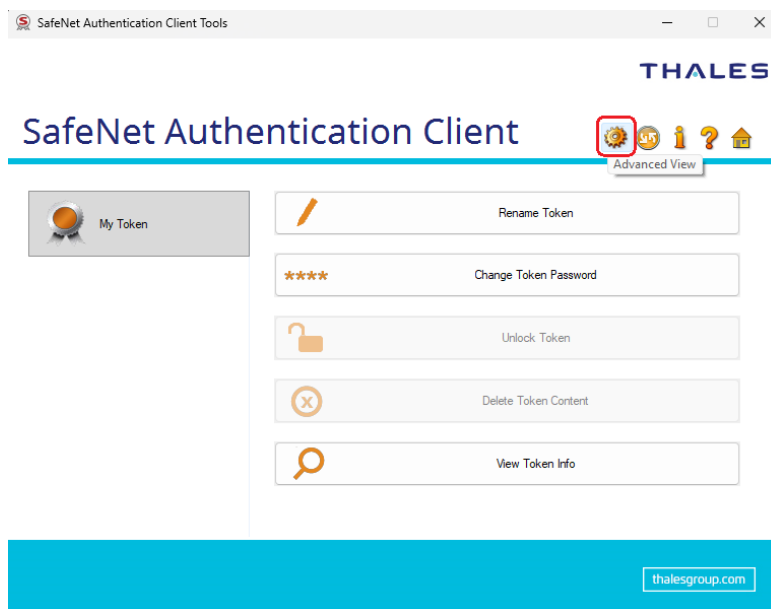 SafeNet Authentication Client Tools
THALES
SafeNet Authentication Client
Advanced View
My Token
Rename Token
****
Change Token Password
Unlock Token
Delete Token Content
View Token Info
thalesgroup.com